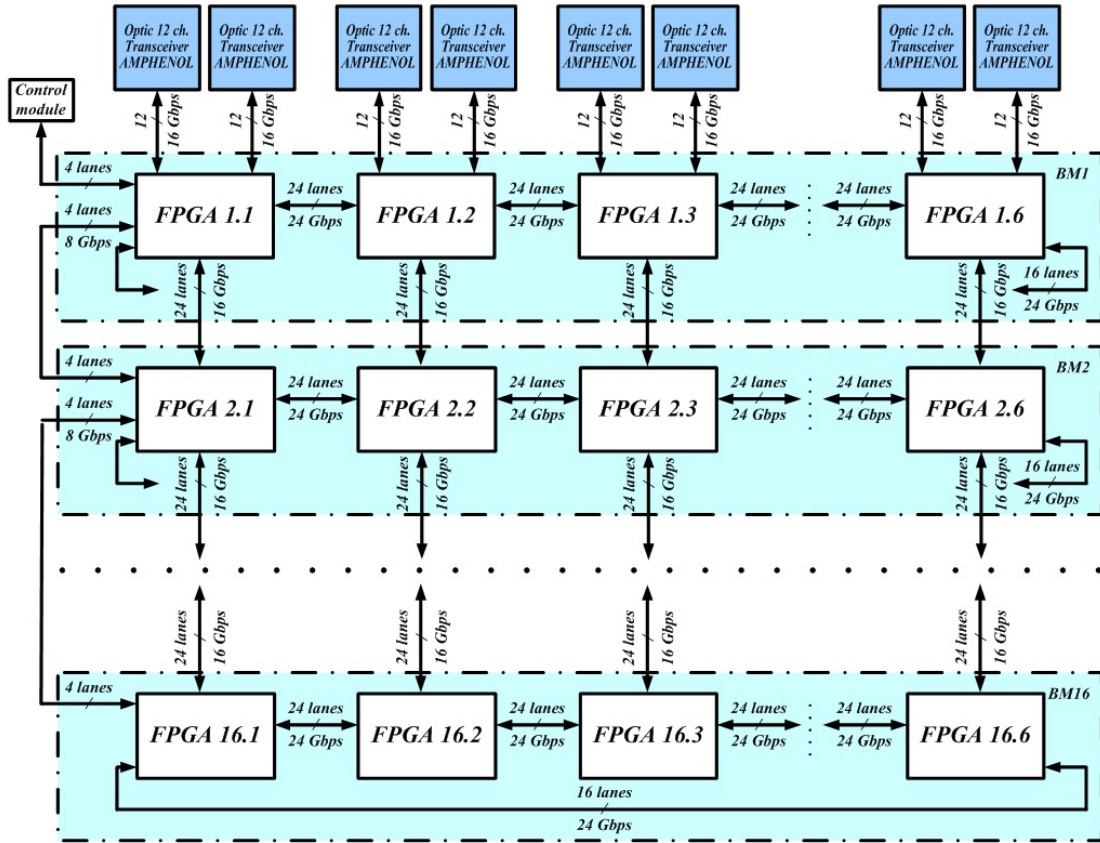 Optic 12 ch.
Transceiver
AMPHENOL
Optic 12 ch.
Transceiver
AMPHENOL
Optic 12 ch.
Transceiver
AMPHENOL
Optic 12 ch.
Transceiver
AMPHENOL
Optic 12 ch.
Transceiver
AMPHENOL
Optic 12 ch.
Transceiver
AMPHENOL
Optic 12 ch.
Transceiver
AMPHENOL
Optic 12 ch.
Transceiver
AMPHENOL
Control
module
12
16 Gbps
12
16 Gbps
12
16 Gbps
12
16 Gbps
12
16 Gbps
12
16 Gbps
12
16 Gbps
12
16 Gbps
BM1
4 lanes
4 lanes
8 Gbps
FPGA 1.1
24 lanes
24 Gbps
FPGA 1.2
24 lanes
24 Gbps
FPGA 1.3
24 lanes
24 Gbps
24 lanes
24 Gbps
FPGA 1.6
16 lanes
24 Gbps
24 lanes
16 Gbps
24 lanes
16 Gbps
24 lanes
16 Gbps
24 lanes
16 Gbps
BM2
4 lanes
4 lanes
8 Gbps
FPGA 2.1
24 lanes
24 Gbps
FPGA 2.2
24 lanes
24 Gbps
FPGA 2.3
24 lanes
24 Gbps
24 lanes
24 Gbps
FPGA 2.6
16 lanes
24 Gbps
24 lanes
16 Gbps
24 lanes
16 Gbps
24 lanes
16 Gbps
24 lanes
16 Gbps
24 lanes
16 Gbps
24 lanes
16 Gbps
24 lanes
16 Gbps
24 lanes
16 Gbps
BM16
4 lanes
FPGA 16.1
24 lanes
24 Gbps
FPGA 16.2
24 lanes
24 Gbps
FPGA 16.3
24 lanes
24 Gbps
24 lanes
24 Gbps
FPGA 16.6
16 lanes
24 Gbps